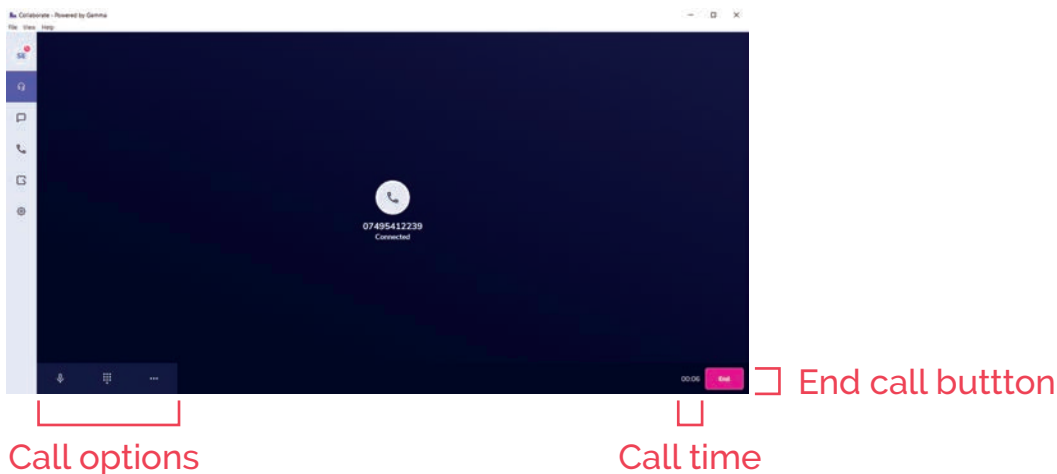 Collaborate - Powered by Gamma
File View Help
SE
07495412239
Connected
00:06
End
End call buttton
Call options
Call time